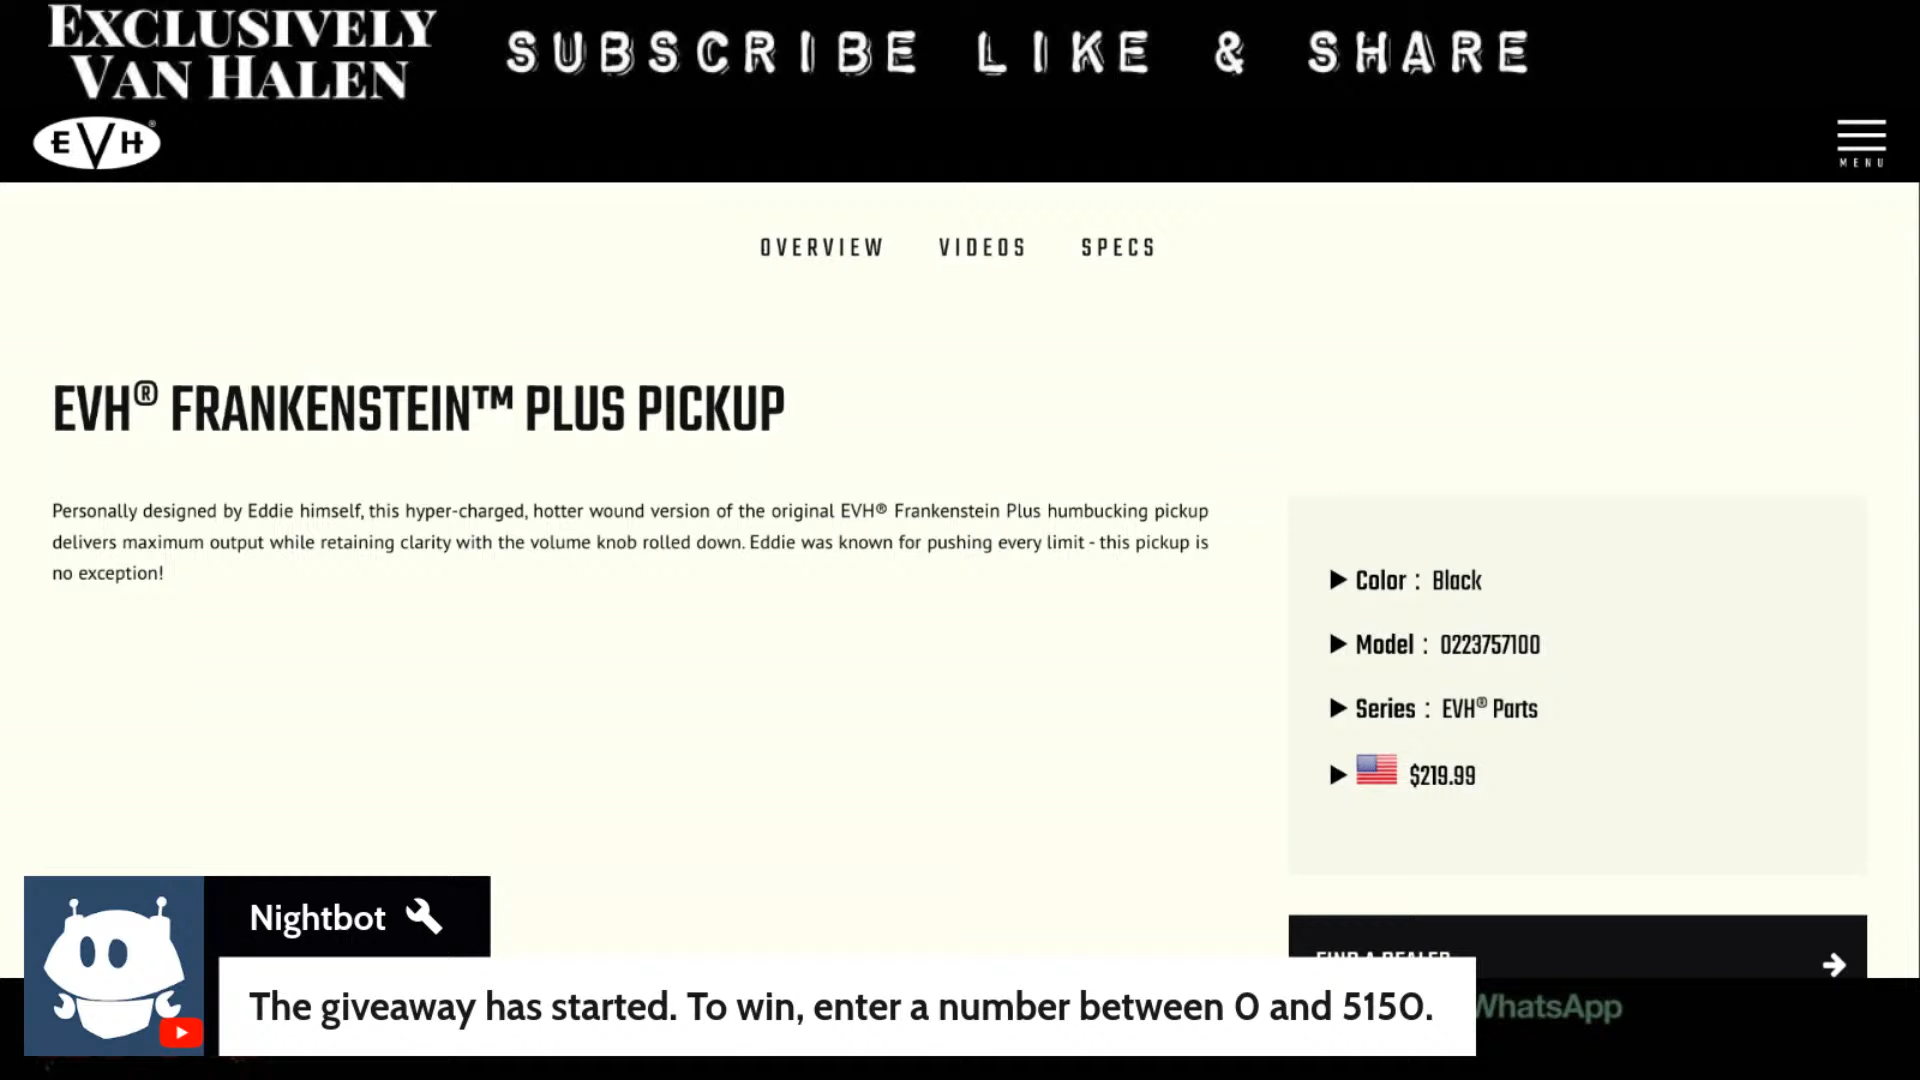 EXCLUSIVELY
VAN HALEN
SUBSCRIBE LIKE & SHARE
EVH®
MENU
OVERVIEW VIDEOS SPECS
EVH® FRANKENSTEIN™ PLUS PICKUP
Personally designed by Eddie himself, this hyper-charged, hotter wound version of the original EVH® Frankenstein Plus humbucking pickup
delivers maximum output while retaining clarity with the volume knob rolled down. Eddie was known for pushing every limit - this pickup is
no exception!
Color : Black
Model : 0223757100
Series : EVH® Parts
$219.99
FIND A DEALER
Nightbot
The giveaway has started. To win, enter a number between 0 and 5150.
WhatsApp